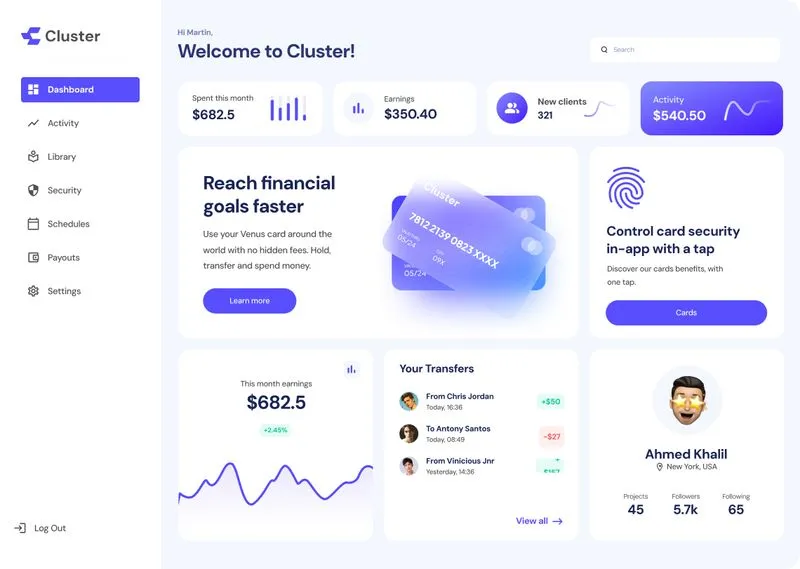 Cluster
Dashboard
Activity
Library
Security
Schedules
Payouts
Settings
Log Out
Hi Martin,
Welcome to Cluster!
Search
Spent this month
$682.5
Earnings
$350.40
New clients
321
Activity
$540.50
Reach financial
goals faster
Use your Venus card around the
world with no hidden fees. Hold,
transfer and spend money.
Learn more
Cluster
7812 2139 0823 XXXX
05/24
09X
05/24
Control card security
in-app with a tap
Discover our cards benefits, with
one tap.
Cards
This month earnings
$682.5
+2.45%
Your Transfers
From Chris Jordan
Today, 16:36
+$50
To Antony Santos
Today, 08:49
-$27
From Vinicious Jnr
Yesterday, 14:36
+
View all
Ahmed Khalil
New York, USA
Projects
45
Followers
5.7k
Following
65